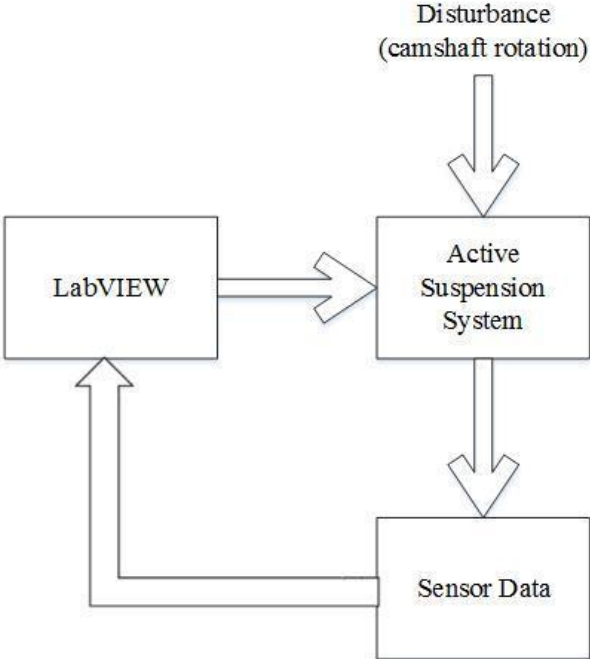 Disturbance
(camshaft rotation)
LabVIEW
Active
Suspension
System
Sensor Data